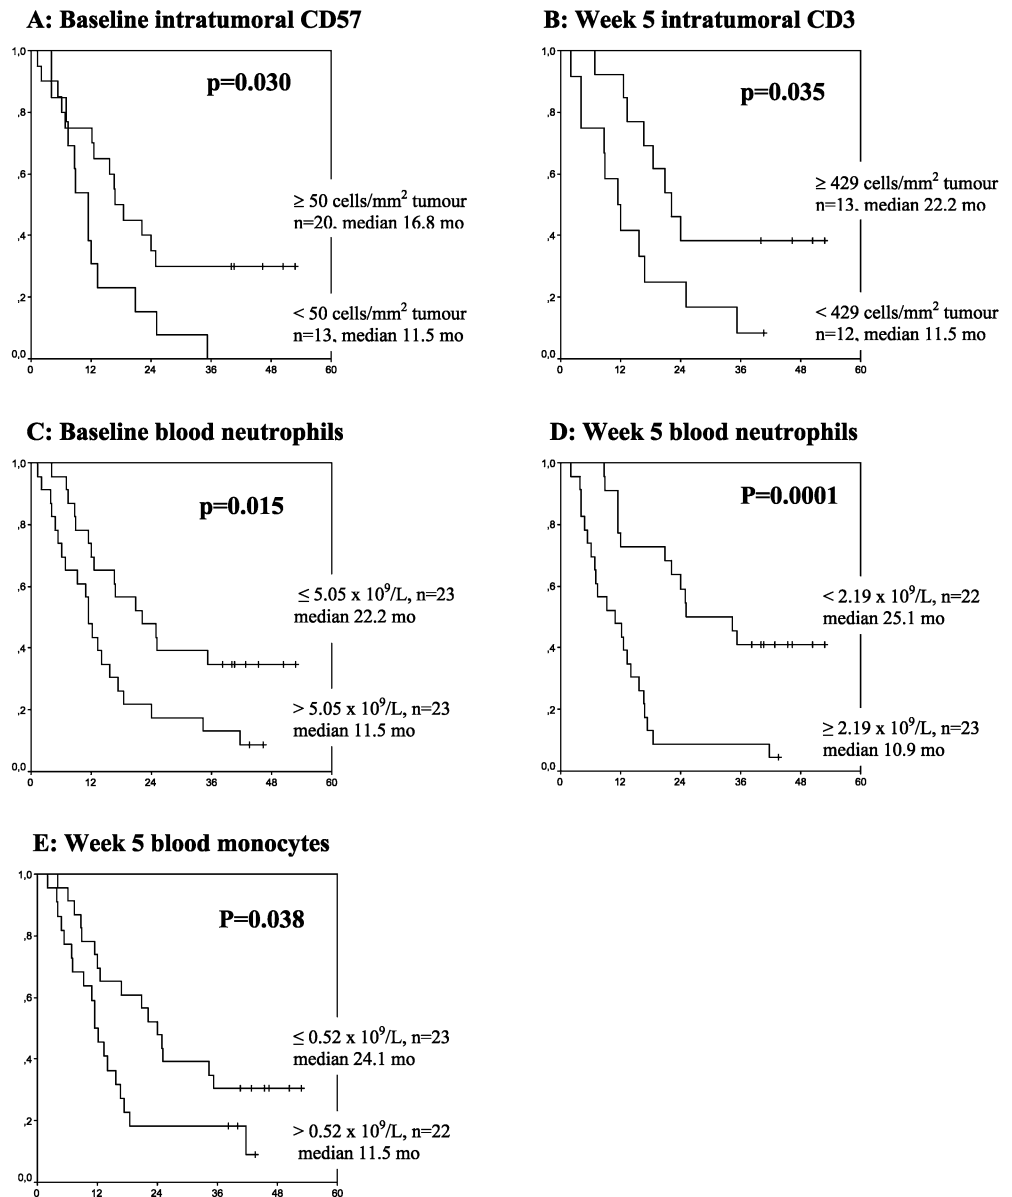 A: Baseline intratumoral CD57
1,0
,8
,6
,4
,2
0,0
p=0.030
≥ 50 cells/mm² tumour
n=20, median 16.8 mo
< 50 cells/mm² tumour
n=13, median 11.5 mo
0 12 24 36 48 60
B: Week 5 intratumoral CD3
1,0
,8
,6
,4
,2
0,0
p=0.035
≥ 429 cells/mm² tumour
n=13, median 22.2 mo
< 429 cells/mm² tumour
n=12, median 11.5 mo
0 12 24 36 48 60
C: Baseline blood neutrophils
1,0
,8
,6
,4
,2
0,0
p=0.015
≤ 5.05 x 10⁹/L, n=23
median 22.2 mo
> 5.05 x 10⁹/L, n=23
median 11.5 mo
0 12 24 36 48 60
D: Week 5 blood neutrophils
1,0
,8
,6
,4
,2
0,0
P=0.0001
< 2.19 x 10⁹/L, n=22
median 25.1 mo
≥ 2.19 x 10⁹/L, n=23
median 10.9 mo
0 12 24 36 48 60
E: Week 5 blood monocytes
1,0
,8
,6
,4
,2
0,0
P=0.038
≤ 0.52 x 10⁹/L, n=23
median 24.1 mo
> 0.52 x 10⁹/L, n=22
median 11.5 mo
0 12 24 36 48 60